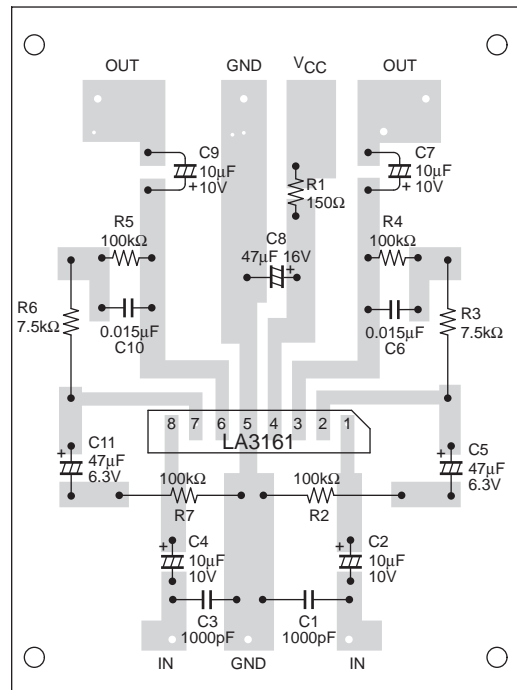 OUT
GND
VCC
OUT
C9
10μF
+ 10V
C7
10μF
+ 10V
R1
150Ω
R5
100kΩ
R4
100kΩ
C8
47μF 16V
+
R6
7.5kΩ
R3
7.5kΩ
0.015μF
C10
0.015μF
C6
8 7 6 5 4 3 2 1
LA3161
+
C11
47μF
6.3V
+
C5
47μF
6.3V
100kΩ
R7
100kΩ
R2
+
C4
10μF
10V
+
C2
10μF
10V
C3
1000pF
C1
1000pF
IN
GND
IN